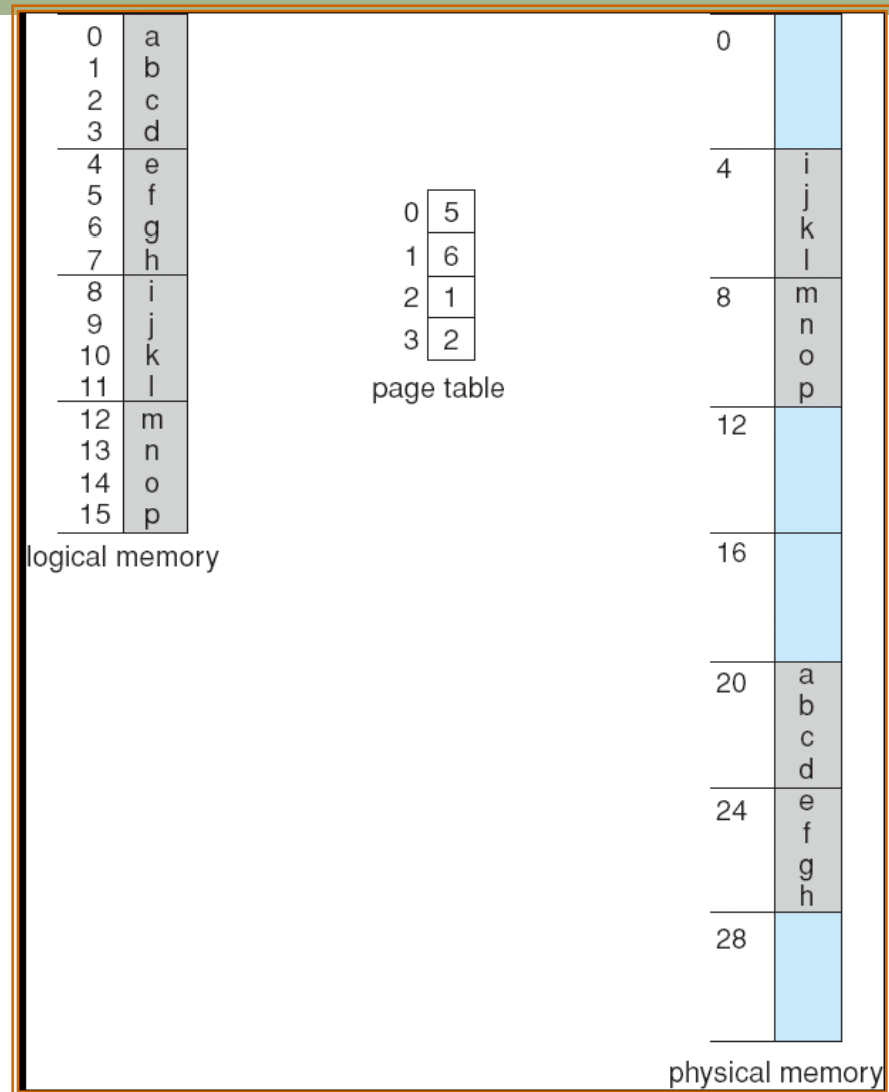 0 a
1 b
2 c
3 d
4 e
5 f
6 g
7 h
8 i
9 j
10 k
11 l
12 m
13 n
14 o
15 p
logical memory
0 5
1 6
2 1
3 2
page table
0
4 i
j
k
l
8 m
n
o
p
12
16
20 a
b
c
d
24 e
f
g
h
28
physical memory